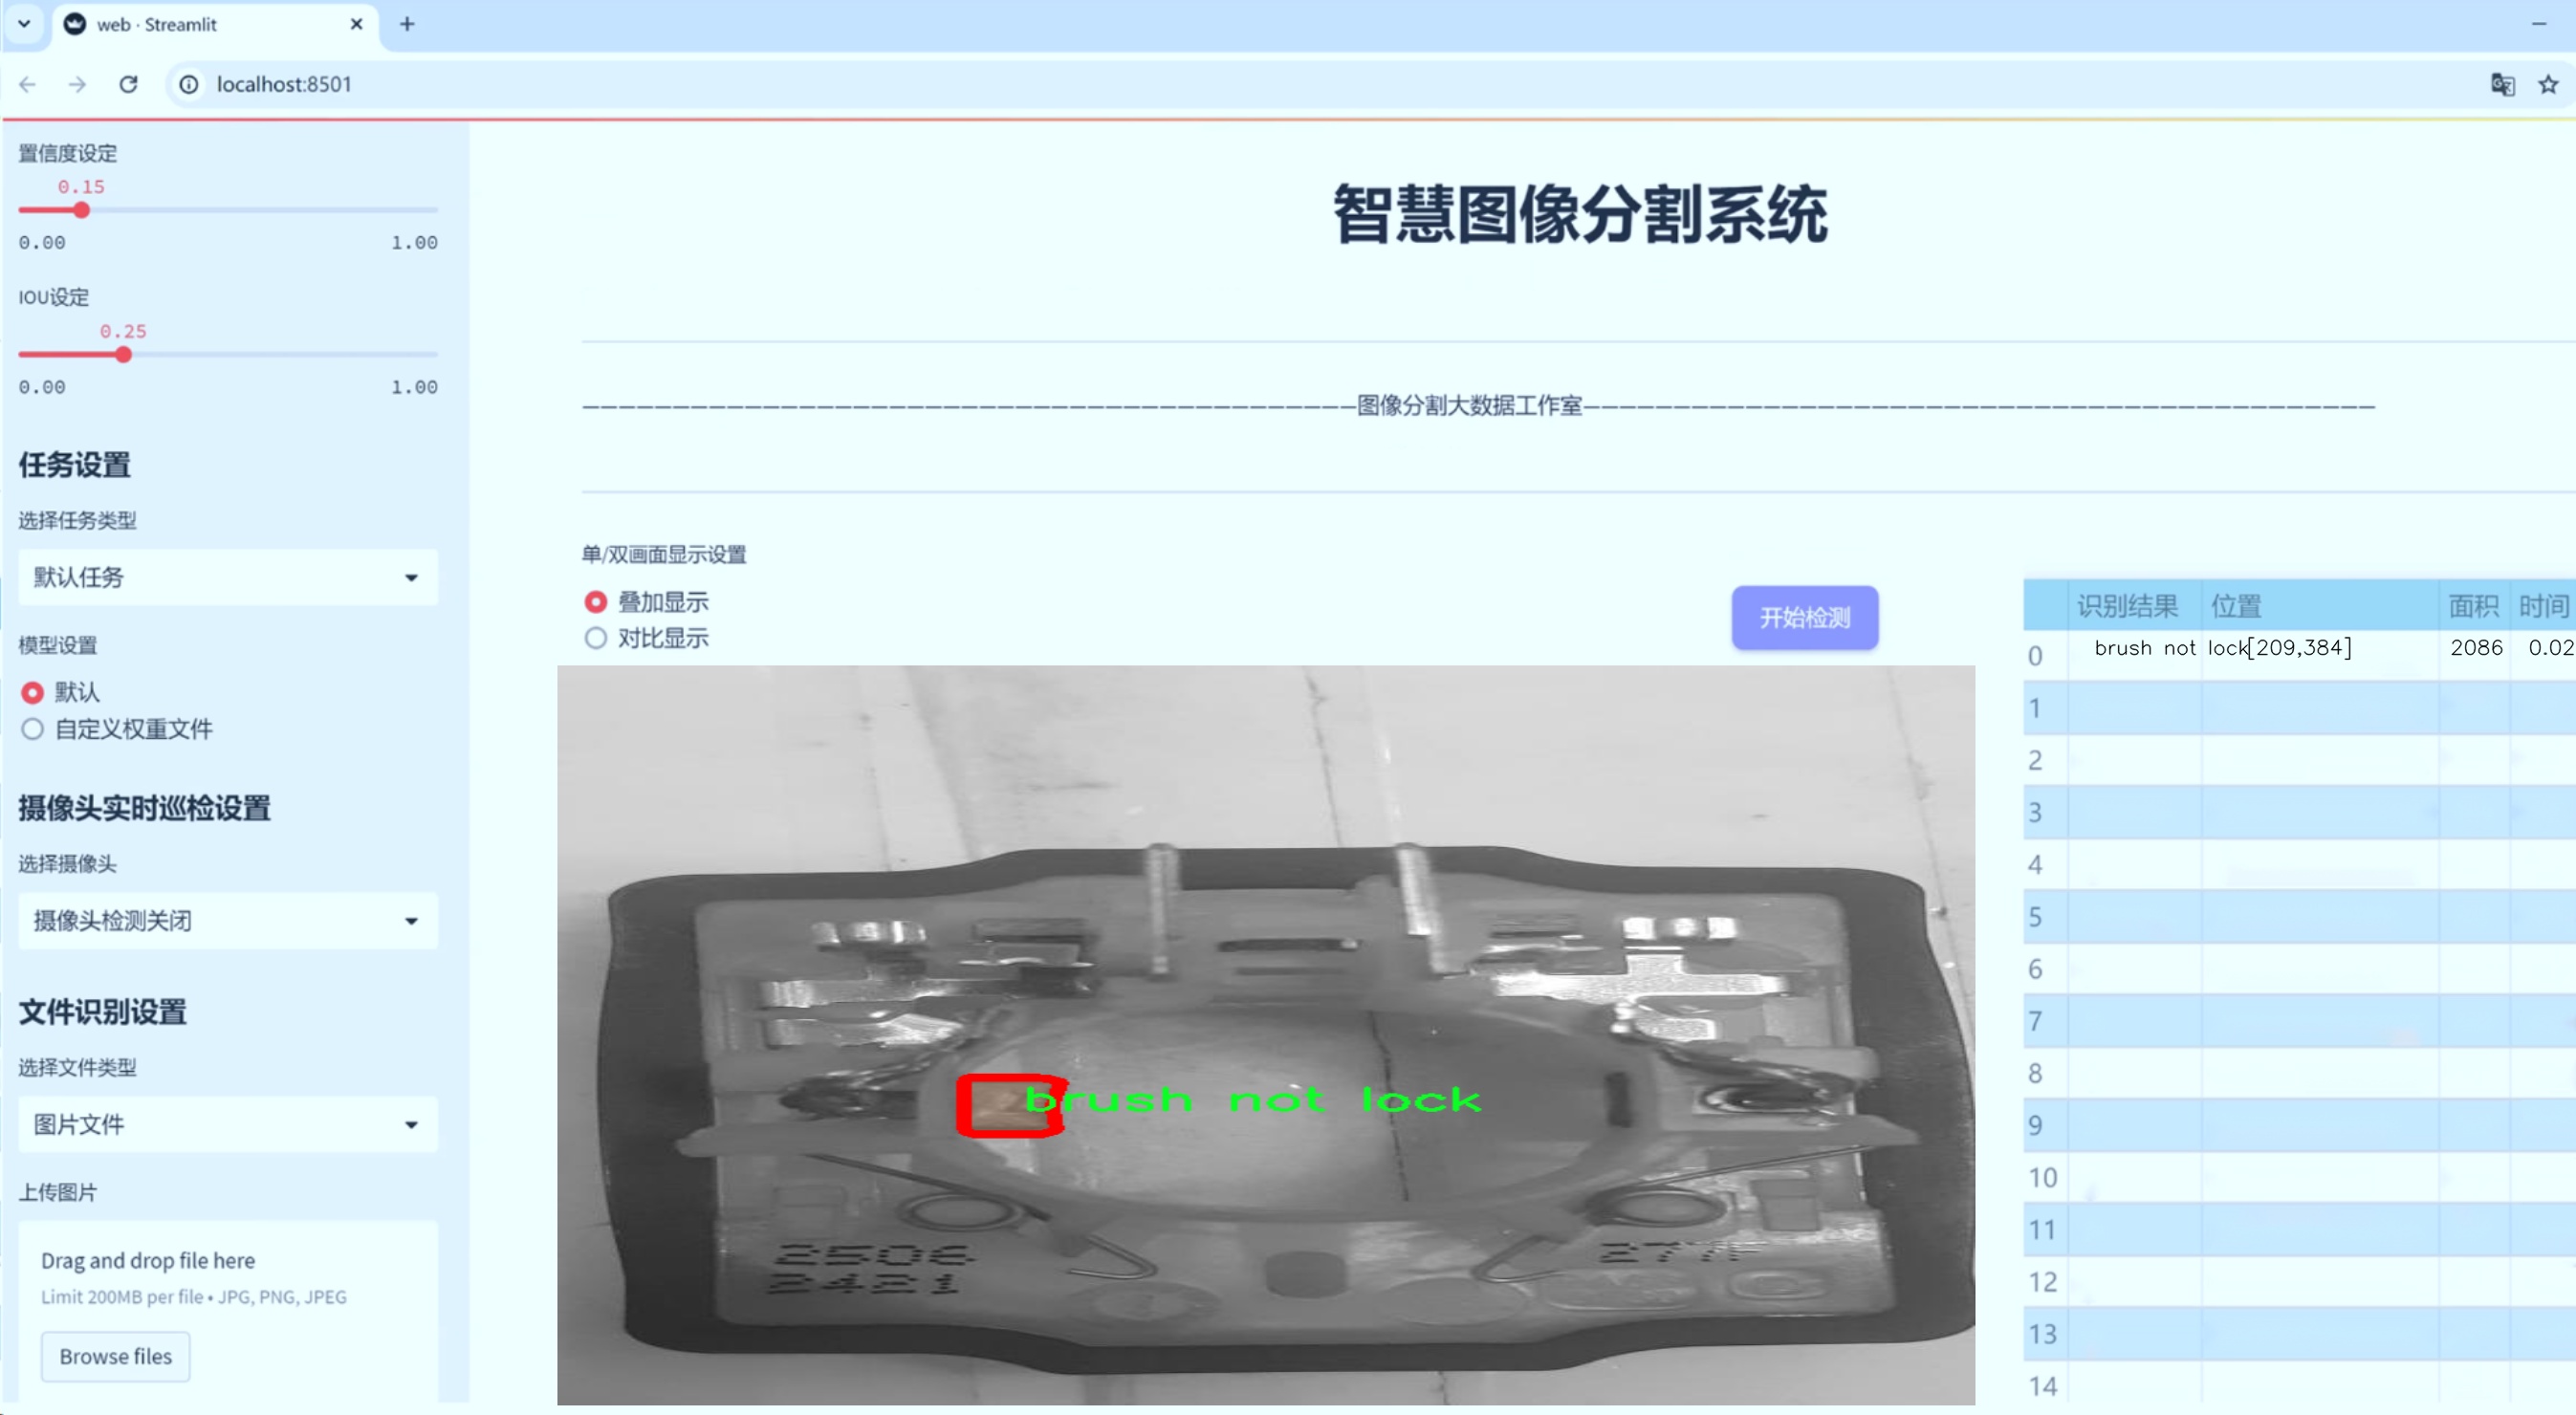 web · Streamlit
localhost:8501
置信度设定
0.15
0.00 1.00
IOU设定
0.25
0.00 1.00
任务设置
选择任务类型
默认任务
模型设置
默认
自定义权重文件
摄像头实时巡检设置
选择摄像头
摄像头检测关闭
文件识别设置
选择文件类型
图片文件
上传图片
Drag and drop file here
Limit 200MB per file • JPG, PNG, JPEG
Browse files
智慧图像分割系统
———————————————————————————————————————————图像分割大数据工作室————————————————————————————————————————————
单/双画面显示设置
叠加显示
对比显示
开始检测
brush not lock
2506
2421
277F
识别结果 位置 面积 时间
0 brush not lock[209,384] 2086 0.02
1
2
3
4
5
6
7
8
9
10
11
12
13
14